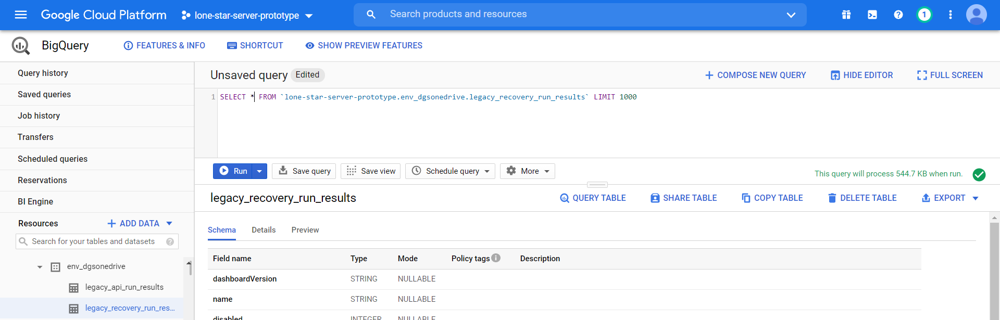 Google Cloud Platform lone-star-server-prototype Search products and resources 1
BigQuery FEATURES & INFO SHORTCUT SHOW PREVIEW FEATURES
Query history
Saved queries
Job history
Transfers
Scheduled queries
Reservations
BI Engine
Resources ADD DATA
Search for your tables and datasets
env_dgsonedrive
legacy_api_run_results
legacy_recovery_run_res...
Unsaved query Edited COMPOSE NEW QUERY HIDE EDITOR FULL SCREEN
1 SELECT * FROM `lone-star-server-prototype.env_dgsonedrive.legacy_recovery_run_results` LIMIT 1000
Run Save query Save view Schedule query More This query will process 544.7 KB when run.
legacy_recovery_run_results QUERY TABLE SHARE TABLE COPY TABLE DELETE TABLE EXPORT
Schema Details Preview
Field name Type Mode Policy tags Description
dashboardVersion STRING NULLABLE
name STRING NULLABLE
disabled INTEGER NULLABLE